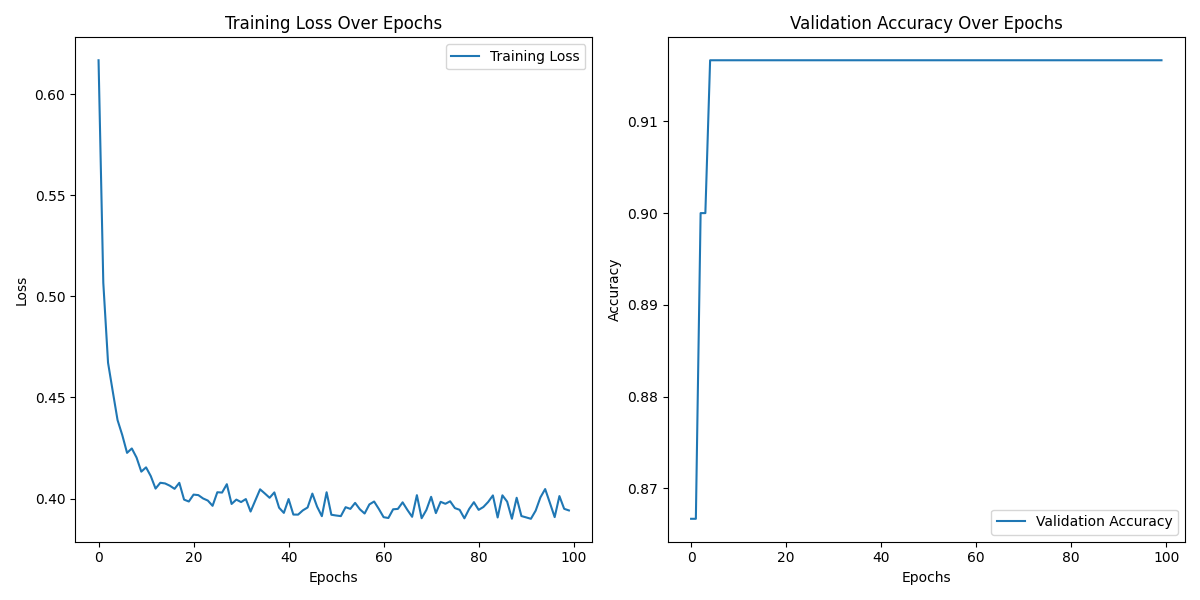 Training Loss Over Epochs
Training Loss
0.60
0.55
0.50
0.45
0.40
Loss
0 20 40 60 80 100
Epochs
Validation Accuracy Over Epochs
0.91
0.90
0.89
0.88
0.87
Accuracy
Validation Accuracy
0 20 40 60 80 100
Epochs